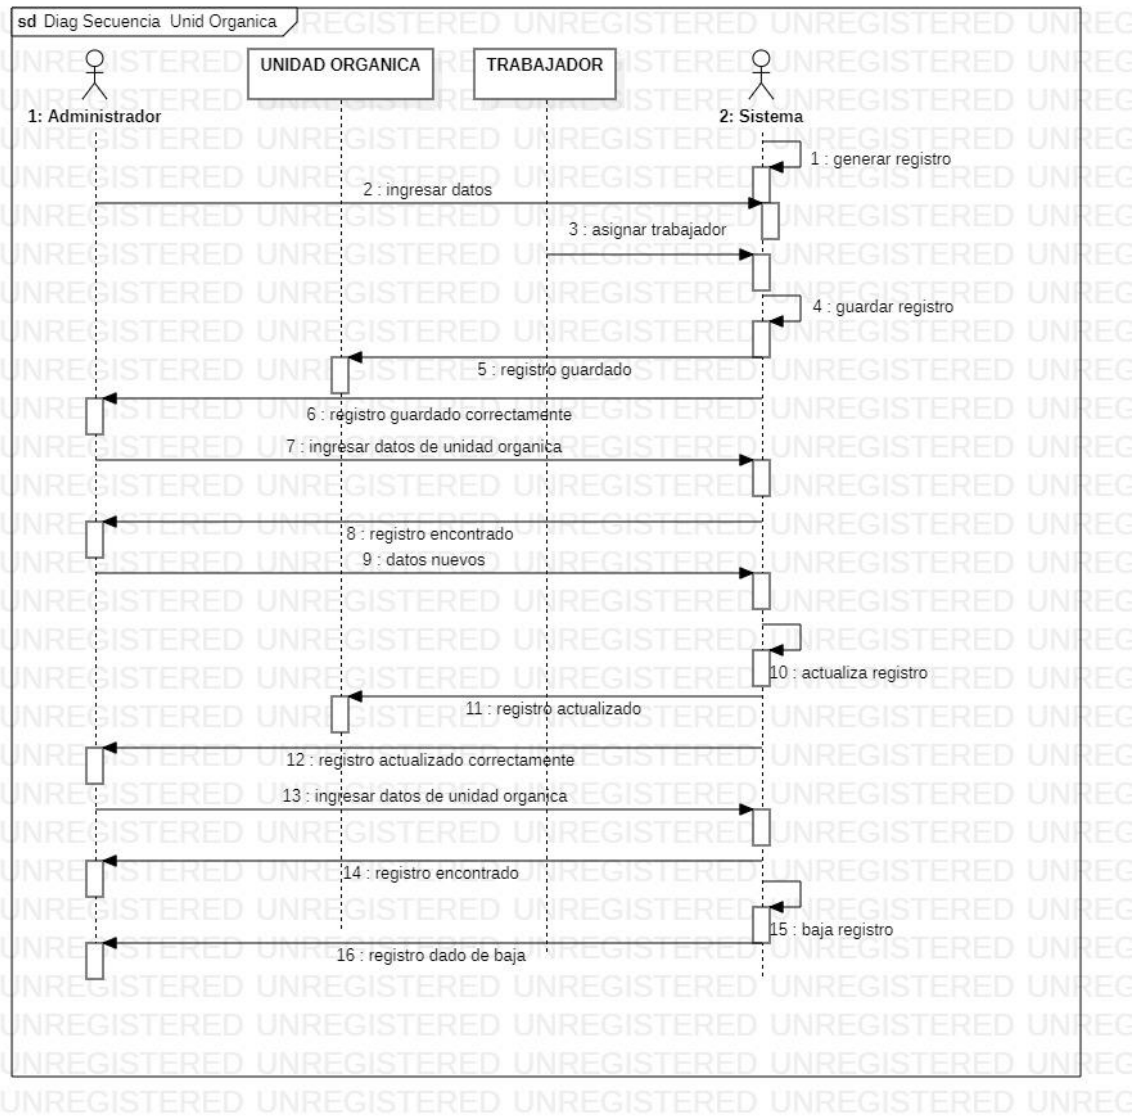 sd Diag Secuencia Unid Organica
UNIDAD ORGANICA
TRABAJADOR
1: Administrador
2: Sistema
1 : generar registro
2 : ingresar datos
3 : asignar trabajador
4 : guardar registro
5 : registro guardado
6 : registro guardado correctamente
7 : ingresar datos de unidad organica
8 : registro encontrado
9 : datos nuevos
10 : actualiza registro
11 : registro actualizado
12 : registro actualizado correctamente
13 : ingresar datos de unidad organica
14 : registro encontrado
15 : baja registro
16 : registro dado de baja
UNREGISTERED UNREGISTERED UNREGISTERED UNREGISTERED